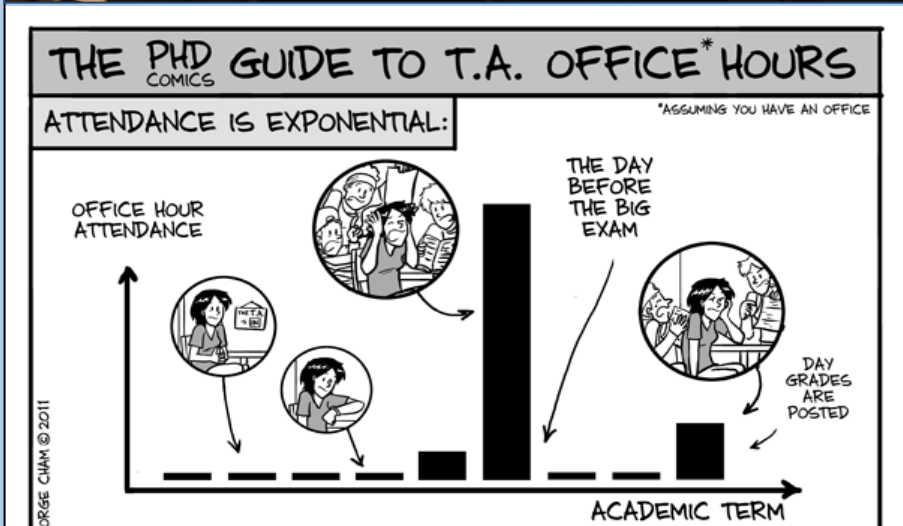 THE PHD COMICS GUIDE TO T.A. OFFICE* HOURS
*ASSUMING YOU HAVE AN OFFICE
ATTENDANCE IS EXPONENTIAL:
OFFICE HOUR
ATTENDANCE
THE T.A.
IS
IN
THE DAY
BEFORE
THE BIG
EXAM
DAY
GRADES
ARE
POSTED
ACADEMIC TERM
ORGE CHAM © 2011